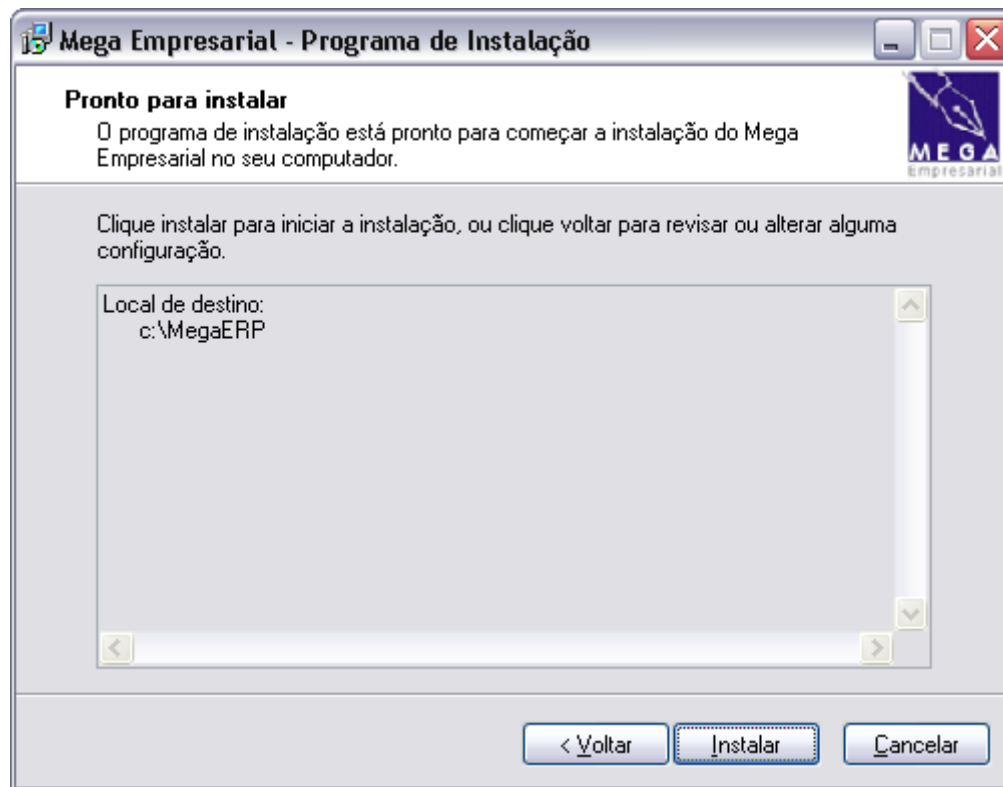 Mega Empresarial - Programa de Instalação
Pronto para instalar
O programa de instalação está pronto para começar a instalação do Mega
Empresarial no seu computador.
MEGA
Empresarial
Clique instalar para iniciar a instalação, ou clique voltar para revisar ou alterar alguma
configuração.
Local de destino:
c:\MegaERP
< Voltar
Instalar
Cancelar